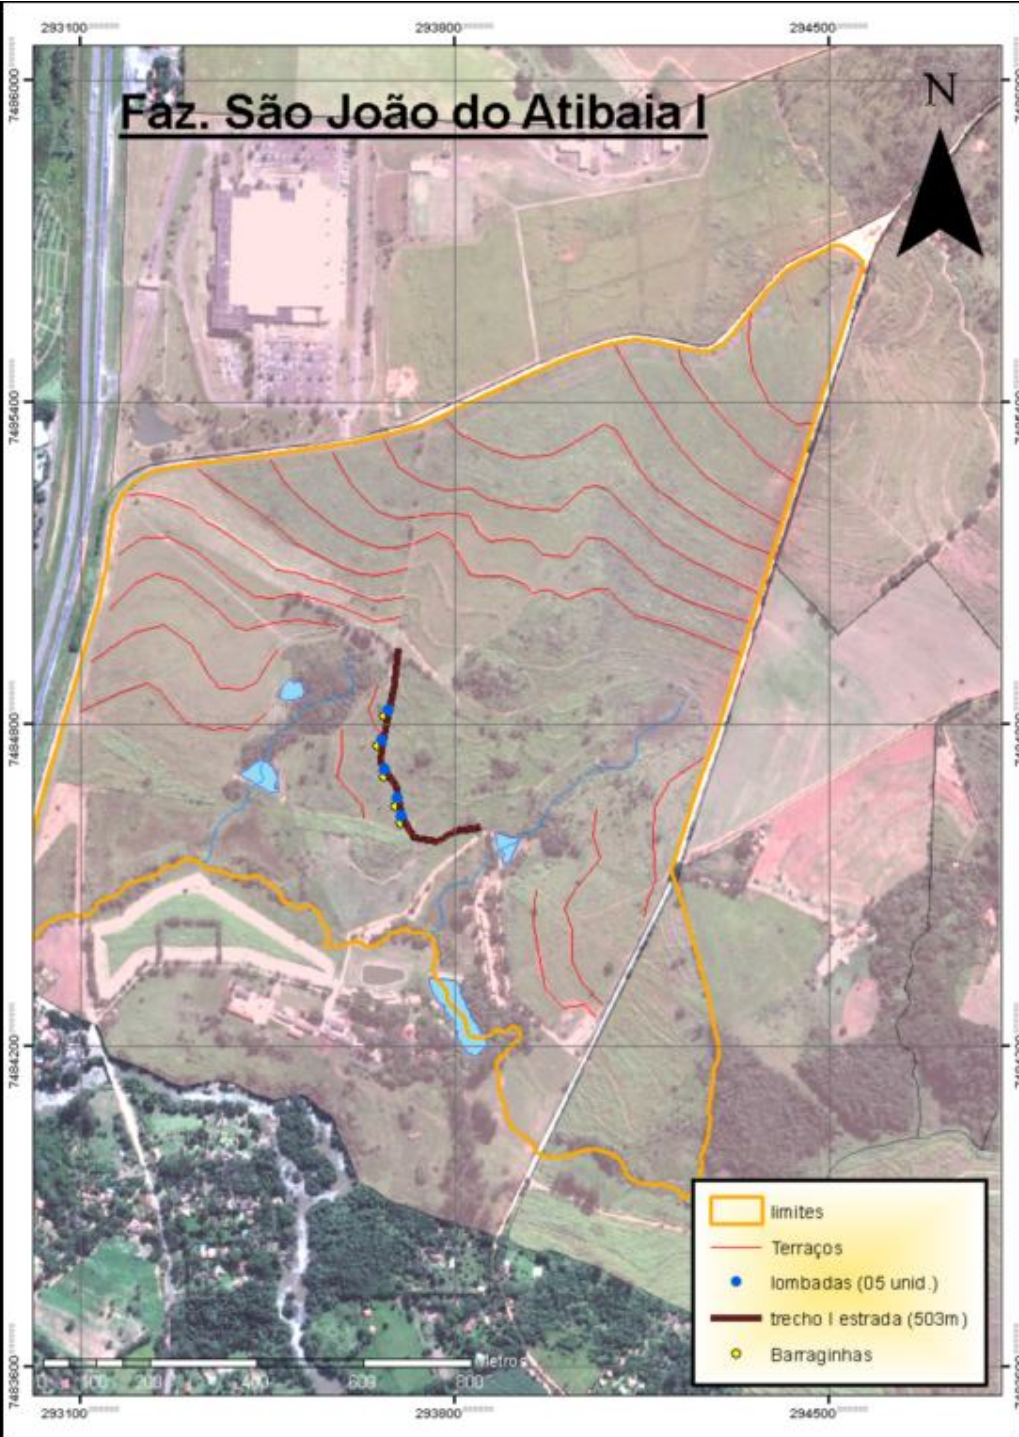 293100
293800
294500
7486000
Faz. São João do Atibaia I
N
7485400
7484800
7484200
7483600
limites
Terraços
lombadas (05 unid.)
trecho I estrada (503m)
Barraginhas
Metros
0 100 200 400 600 800
293100
293800
294500